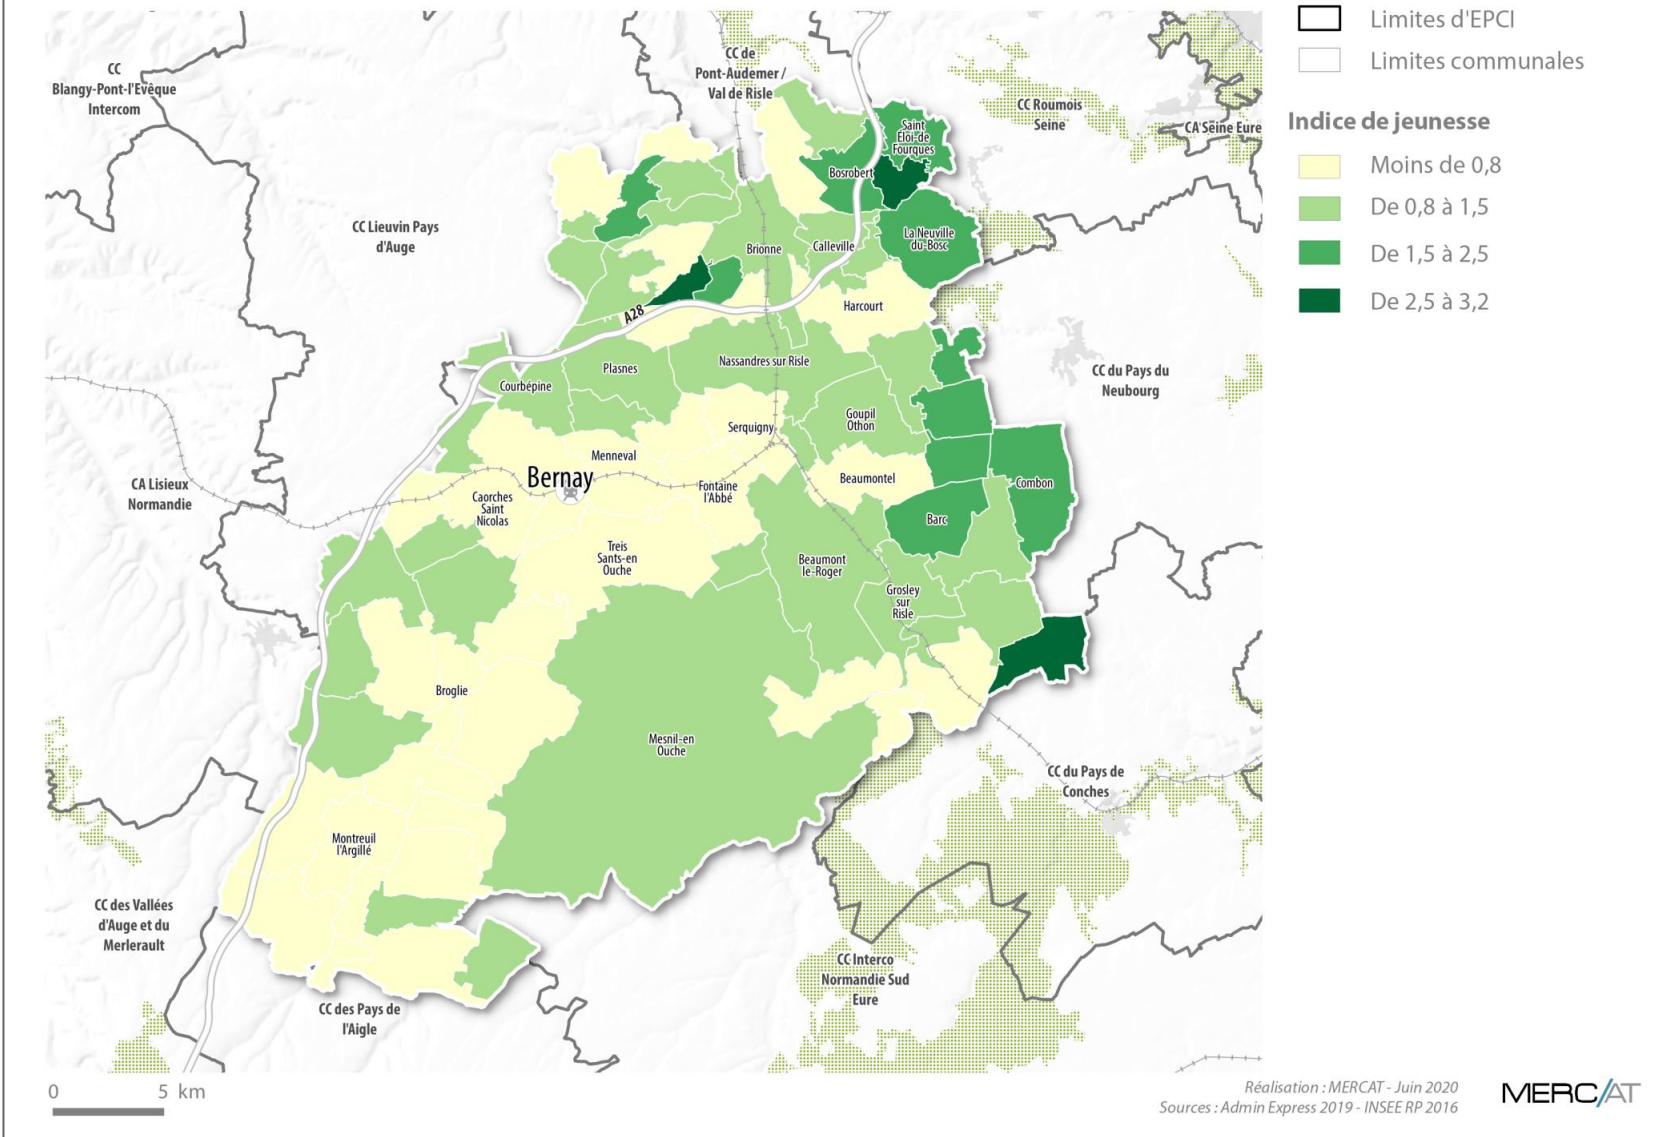 Limites d'EPCI
Limites communales
Indice de jeunesse
Moins de 0,8
De 0,8 à 1,5
De 1,5 à 2,5
De 2,5 à 3,2
CC
Blangy-Pont-l'Evêque
Intercom
CC de
Pont-Audemer /
Val de Risle
CC Roumois
Seine
CA Seine Eure
Saint
Eloi-de
Fourques
Bosrobert
CC Lieuvin Pays
d'Auge
La Neuville
du-Bosc
Brionne
Calleville
Harcourt
A28
Plasnes
Nassandres sur Risle
CC du Pays du
Neubourg
Courbépine
Goupil
Othon
Serquigny
Menneval
Bernay
Beaumontel
CA Lisieux
Normandie
Caorches
Saint
Nicolas
Fontaine
l'Abbé
Combon
Barc
Treis
Sants-en
Ouche
Beaumont
le-Roger
Grosley
sur
Risle
Broglie
Mesnil-en
Ouche
CC du Pays de
Conches
Montreuil
l'Argillé
CC des Vallées
d'Auge et du
Merlerault
CC Interco
Normandie Sud
Eure
CC des Pays de
l'Aigle
0 5 km
Réalisation : MERCAT - Juin 2020
Sources : Admin Express 2019 - INSEE RP 2016
MERC/AT